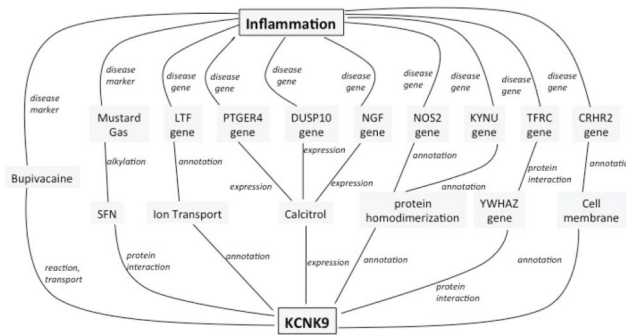 Inflammation
disease
marker
disease
marker
disease
gene
disease
gene
disease
gene
disease
gene
disease
gene
disease
gene
disease
gene
disease
gene
Mustard
Gas
LTF
gene
PTGER4
gene
DUSP10
gene
NGF
gene
NOS2
gene
KYNU
gene
TFRC
gene
CRHR2
gene
Bupivacaine
alkylation
annotation
expression
expression
expression
annotation
annotation
protein
interaction
annotatio
SFN
Ion Transport
Calcitrol
protein
homodimerization
YWHAZ
gene
Cell
membrane
reaction,
transport
protein
interaction
annotation
expression
annotation
protein
interaction
annotation
KCNK9